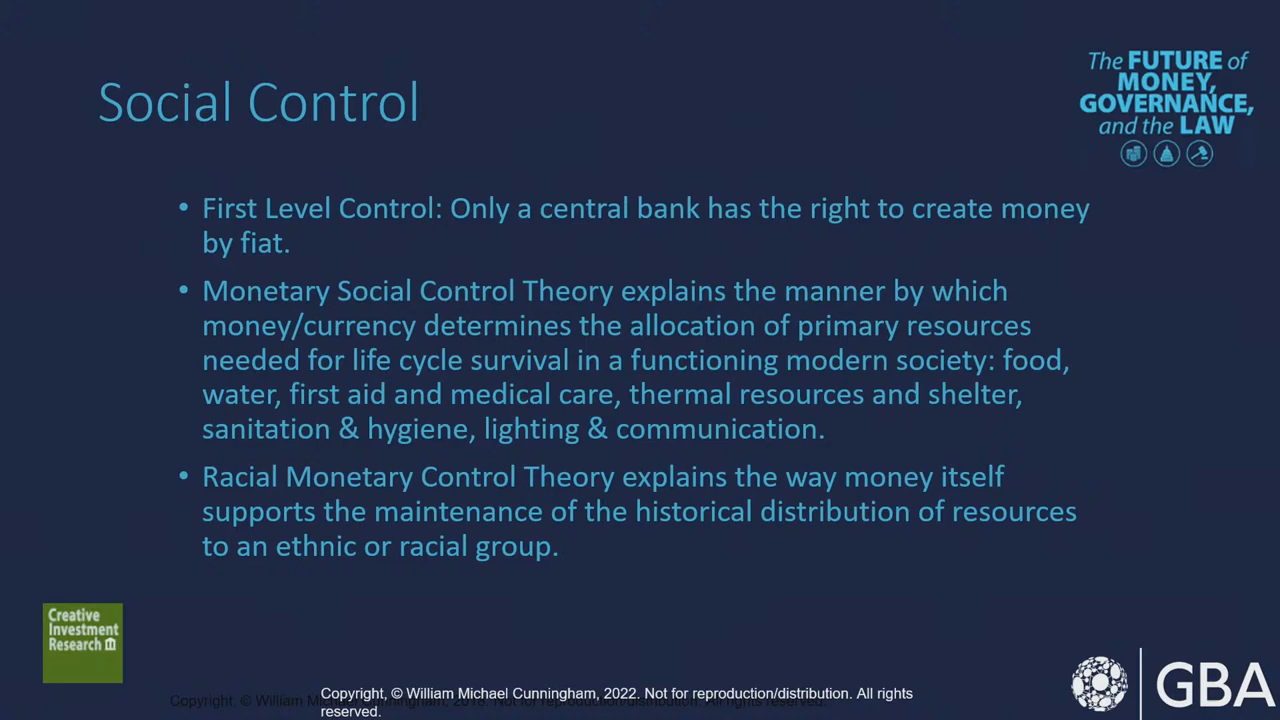 Social Control
The FUTURE of
MONEY,
GOVERNANCE,
and the LAW
• First Level Control: Only a central bank has the right to create money
by fiat.
• Monetary Social Control Theory explains the manner by which
money/currency determines the allocation of primary resources
needed for life cycle survival in a functioning modern society: food,
water, first aid and medical care, thermal resources and shelter,
sanitation & hygiene, lighting & communication.
• Racial Monetary Control Theory explains the way money itself
supports the maintenance of the historical distribution of resources
to an ethnic or racial group.
Creative
Investment
Research
Copyright, © William Michael Cunningham, 2022. Not for reproduction/distribution. All rights
reserved.
Copyright, © William
GBA